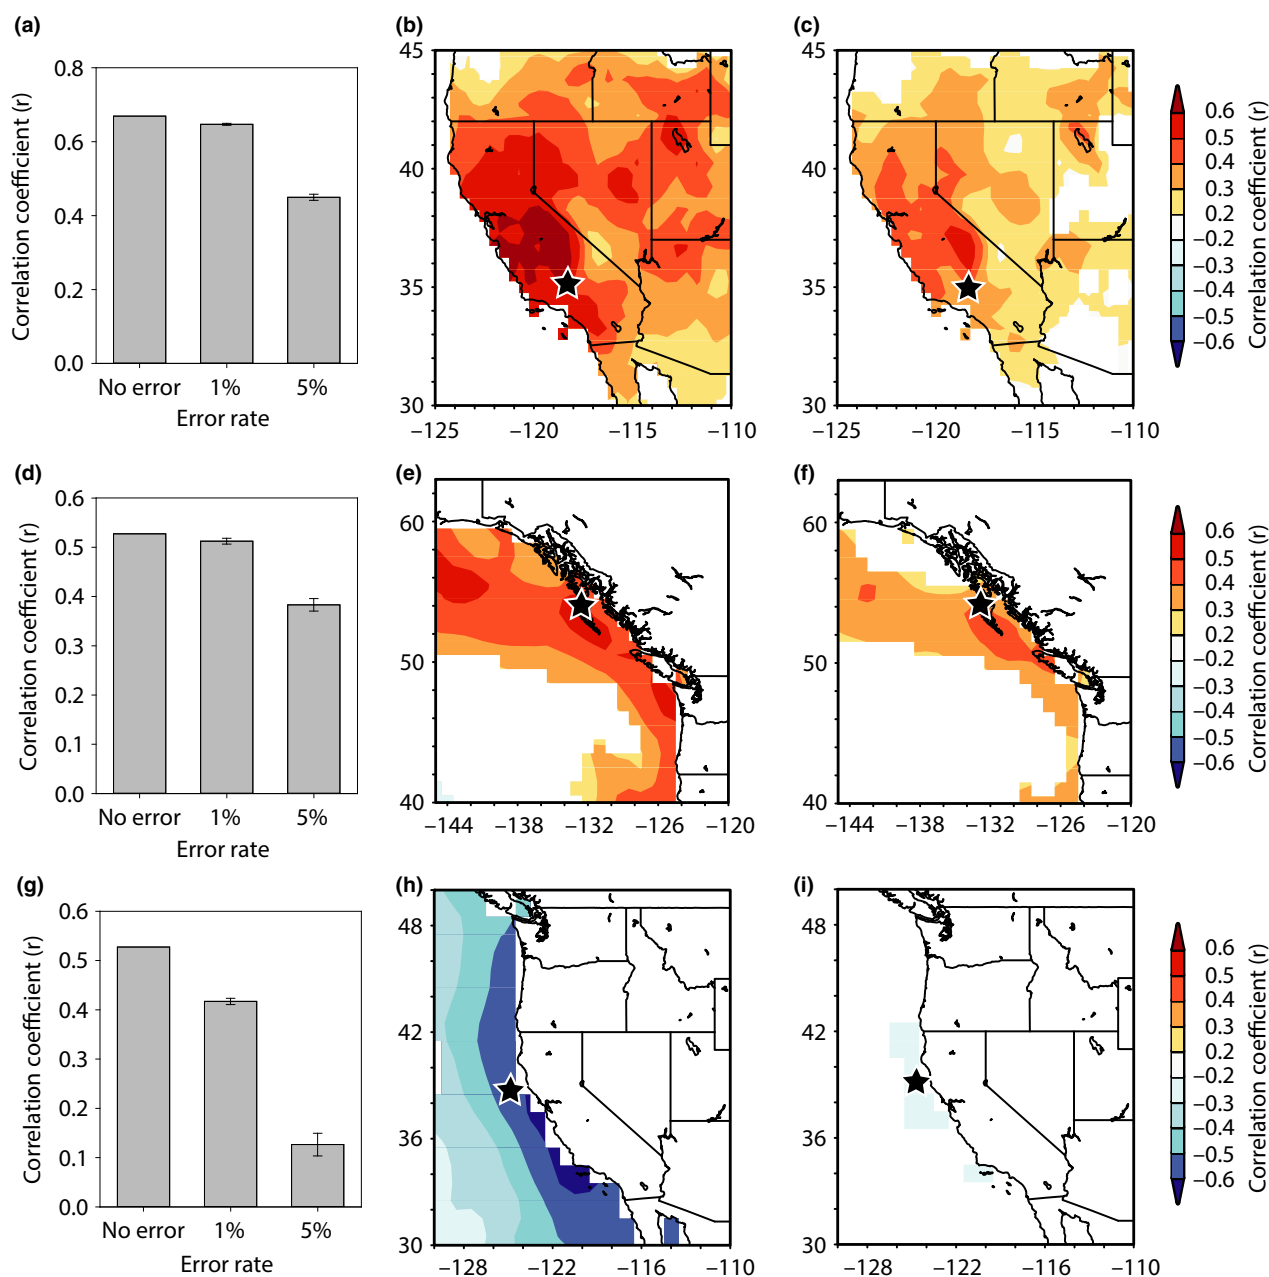 (a)
(b)
(c)
Correlation coefficient (r)
0.8
0.6
0.4
0.2
0.0
No error 1% 5%
Error rate
45
40
35
30
−125 −120 −115 −110
45
40
35
30
−125 −120 −115 −110
0.6
0.5
0.4
0.3
0.2
−0.2
−0.3
−0.4
−0.5
−0.6
Correlation coefficient (r)
(d)
(e)
(f)
Correlation coefficient (r)
0.6
0.5
0.4
0.3
0.2
0.1
0.0
No error 1% 5%
Error rate
60
50
40
−144 −138 −132 −126 −120
60
50
40
−144 −138 −132 −126 −120
0.6
0.5
0.4
0.3
0.2
−0.2
−0.3
−0.4
−0.5
−0.6
Correlation coefficient (r)
(g)
(h)
(i)
Correlation coefficient (r)
0.6
0.5
0.4
0.3
0.2
0.1
0.0
No error 1% 5%
Error rate
48
42
36
30
−128 −122 −116 −110
48
42
36
30
−128 −122 −116 −110
0.6
0.5
0.4
0.3
0.2
−0.2
−0.3
−0.4
−0.5
−0.6
Correlation coefficient (r)